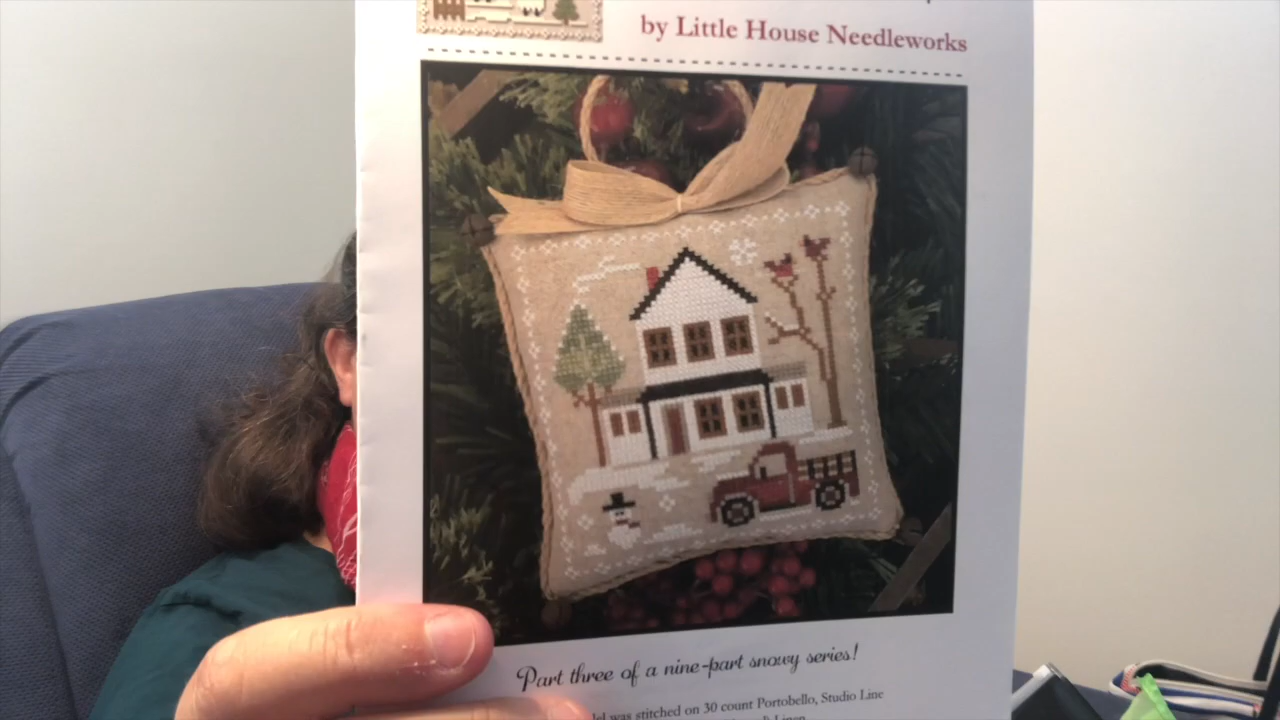 by Little House Needleworks
Part three of a nine-part snowy series!
was stitched on 30 count Portobello, Studio Line
Linen